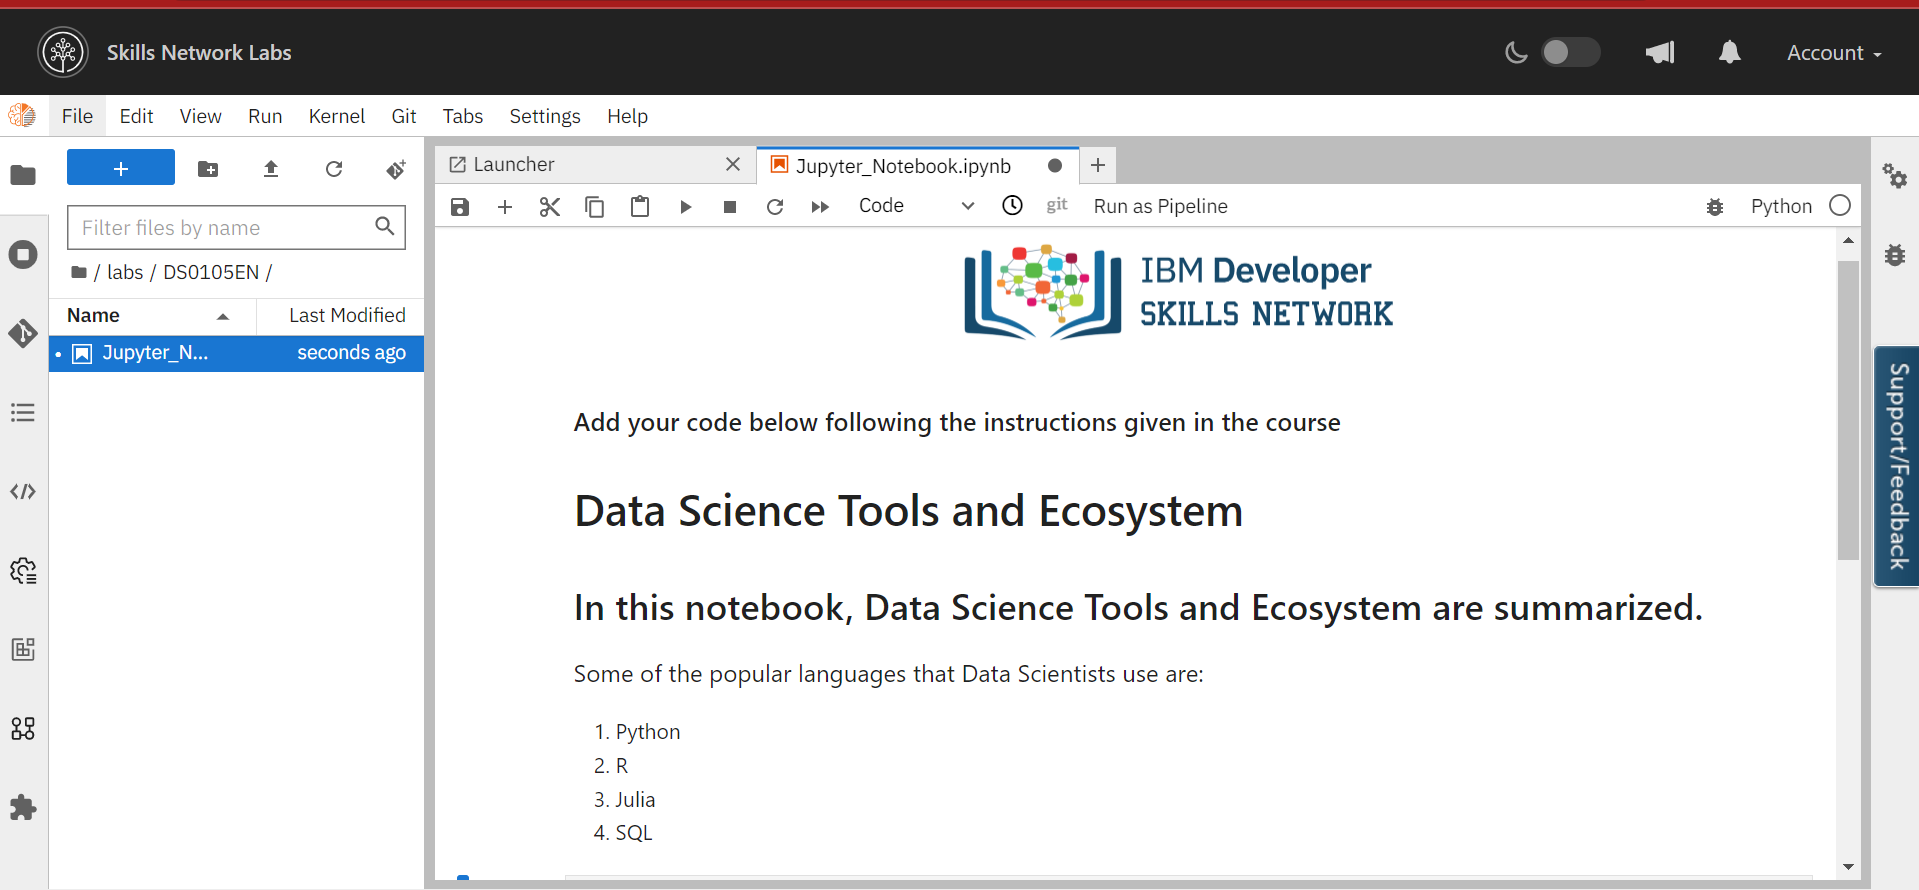 Skills Network Labs
Account
File Edit View Run Kernel Git Tabs Settings Help
+
Filter files by name
/ labs / DS0105EN /
Name Last Modified
Jupyter_N... seconds ago
Launcher
Jupyter_Notebook.ipynb
Code
git
Run as Pipeline
Python
IBM Developer
SKILLS NETWORK
Add your code below following the instructions given in the course
Data Science Tools and Ecosystem
In this notebook, Data Science Tools and Ecosystem are summarized.
Some of the popular languages that Data Scientists use are:
1. Python
2. R
3. Julia
4. SQL
Support/Feedback